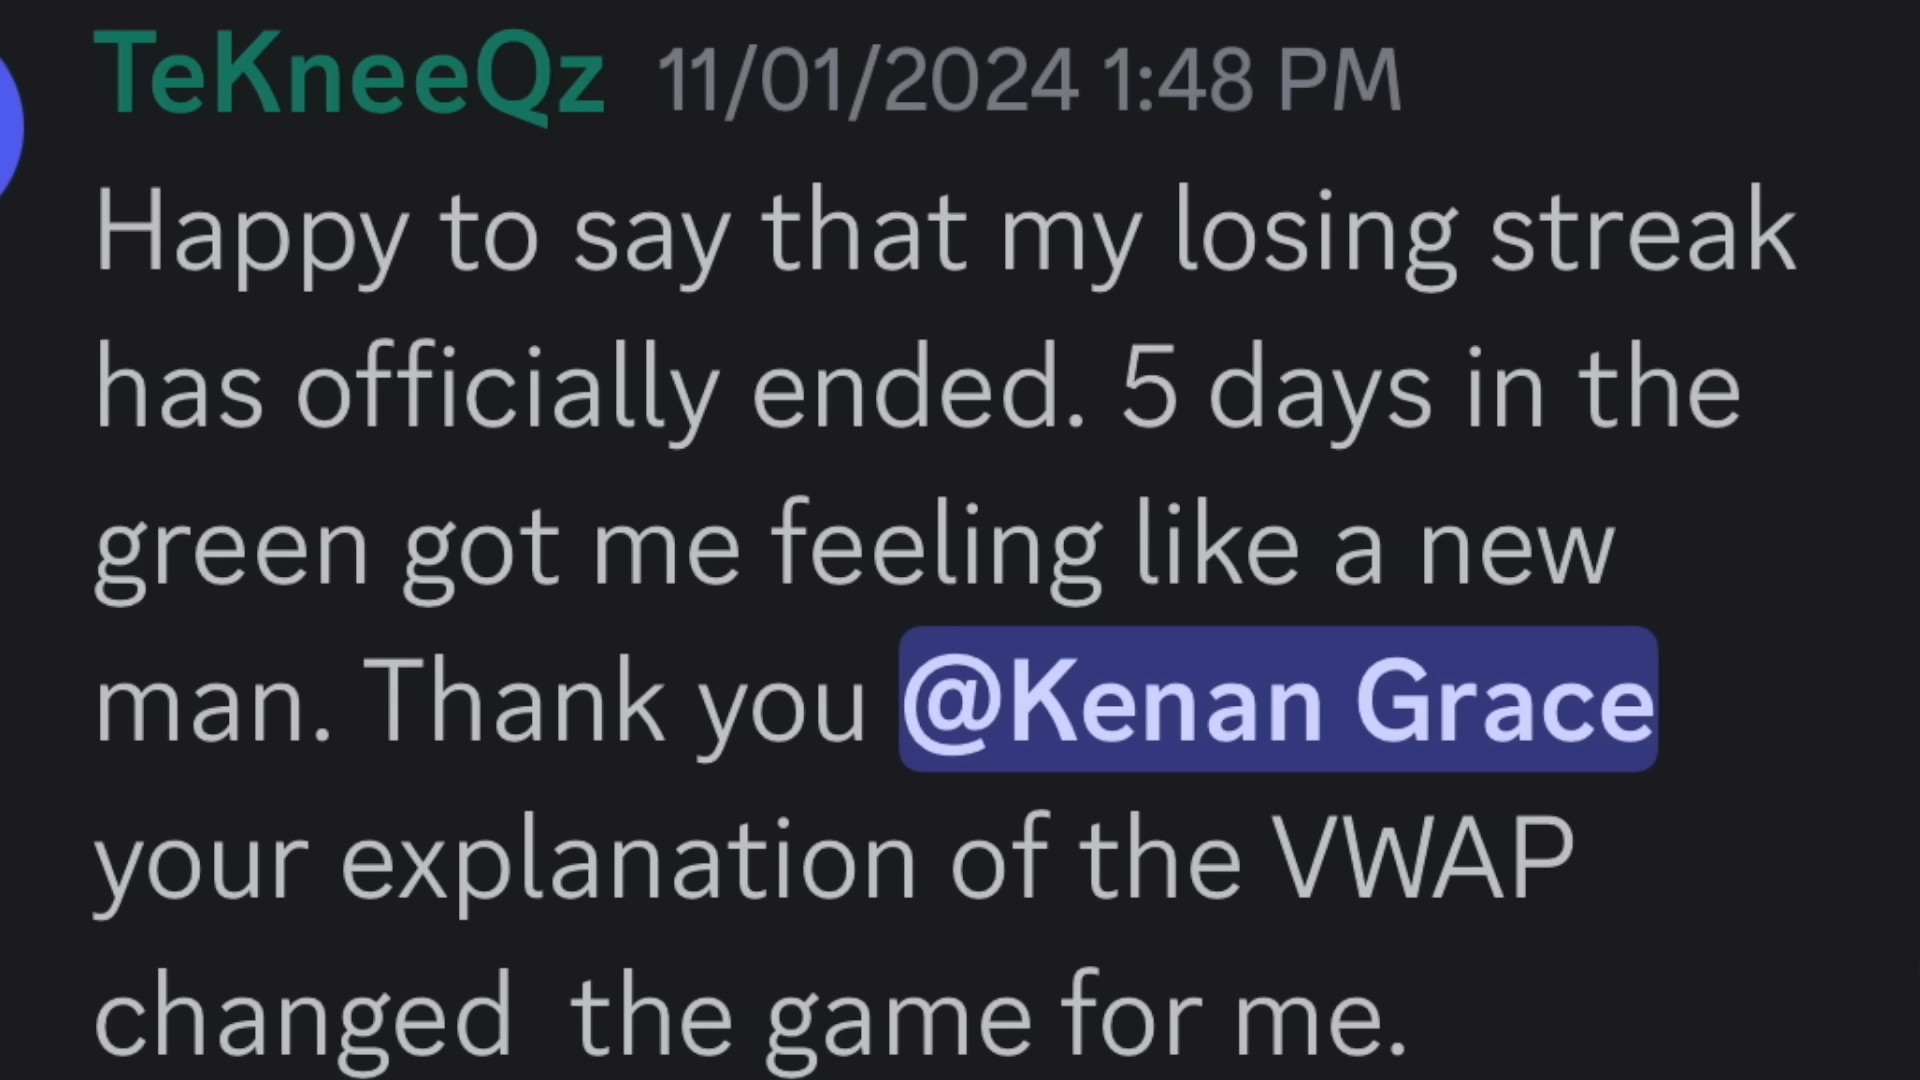 TeKneeQz 11/01/2024 1:48 PM
Happy to say that my losing streak
has officially ended. 5 days in the
green got me feeling like a new
man. Thank you @Kenan Grace
your explanation of the VWAP
changed  the game for me.